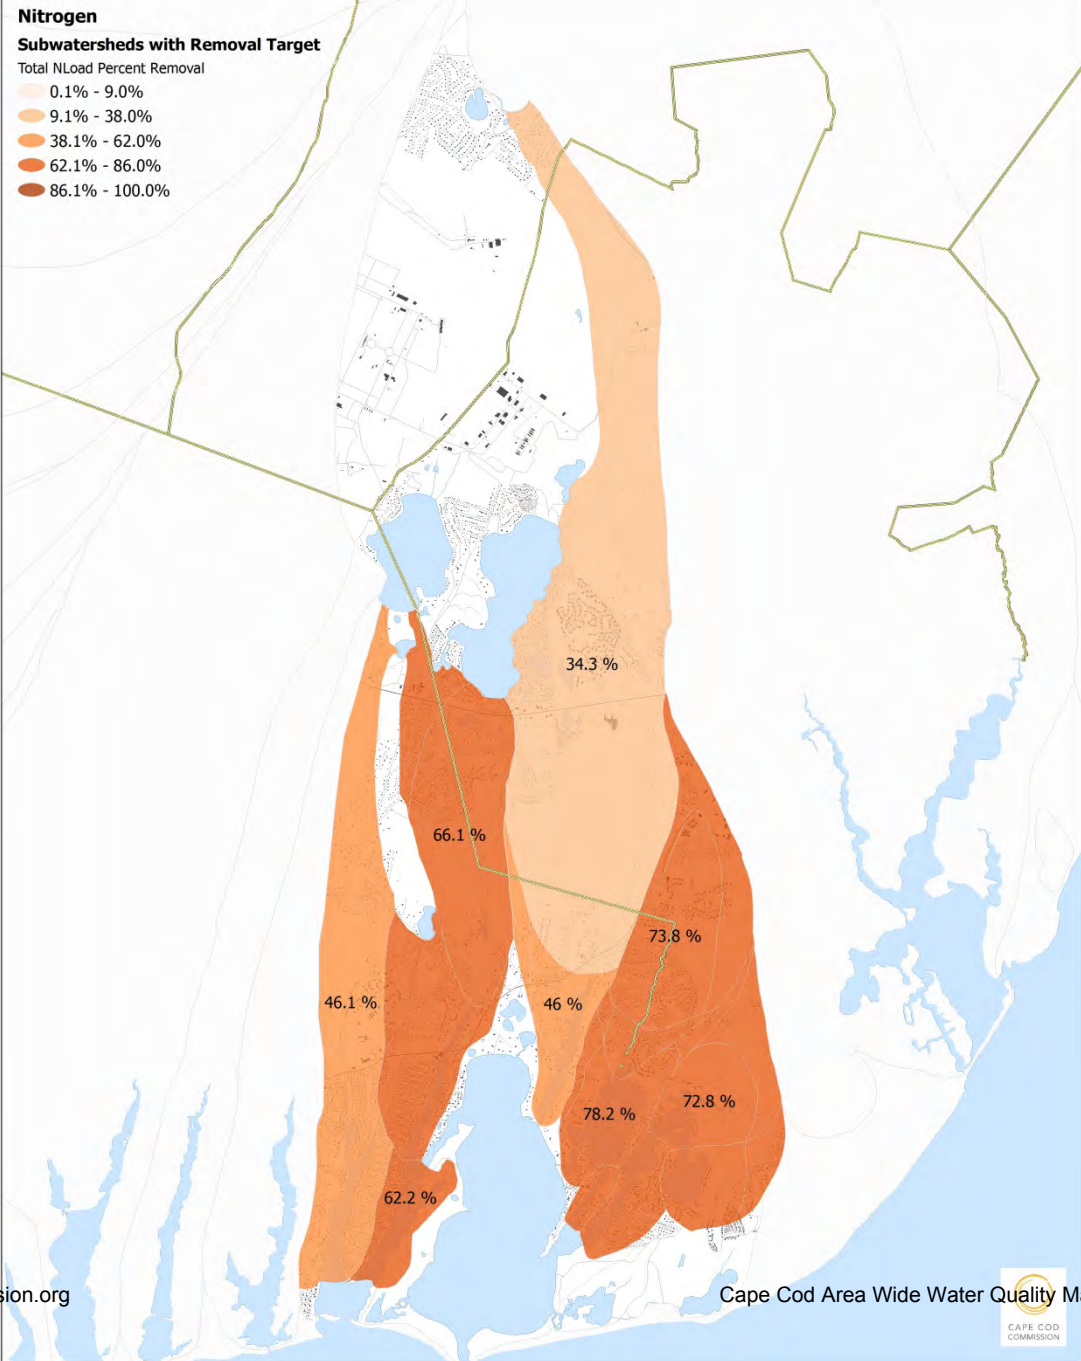 Nitrogen
Subwatersheds with Removal Target
Total NLoad Percent Removal
0.1% - 9.0%
9.1% - 38.0%
38.1% - 62.0%
62.1% - 86.0%
86.1% - 100.0%
34.3 %
66.1 %
73.8 %
46.1 %
46 %
72.8 %
78.2 %
62.2 %
sion.org
Cape Cod Area Wide Water Quality Ma
CAPE COD
COMMISSION